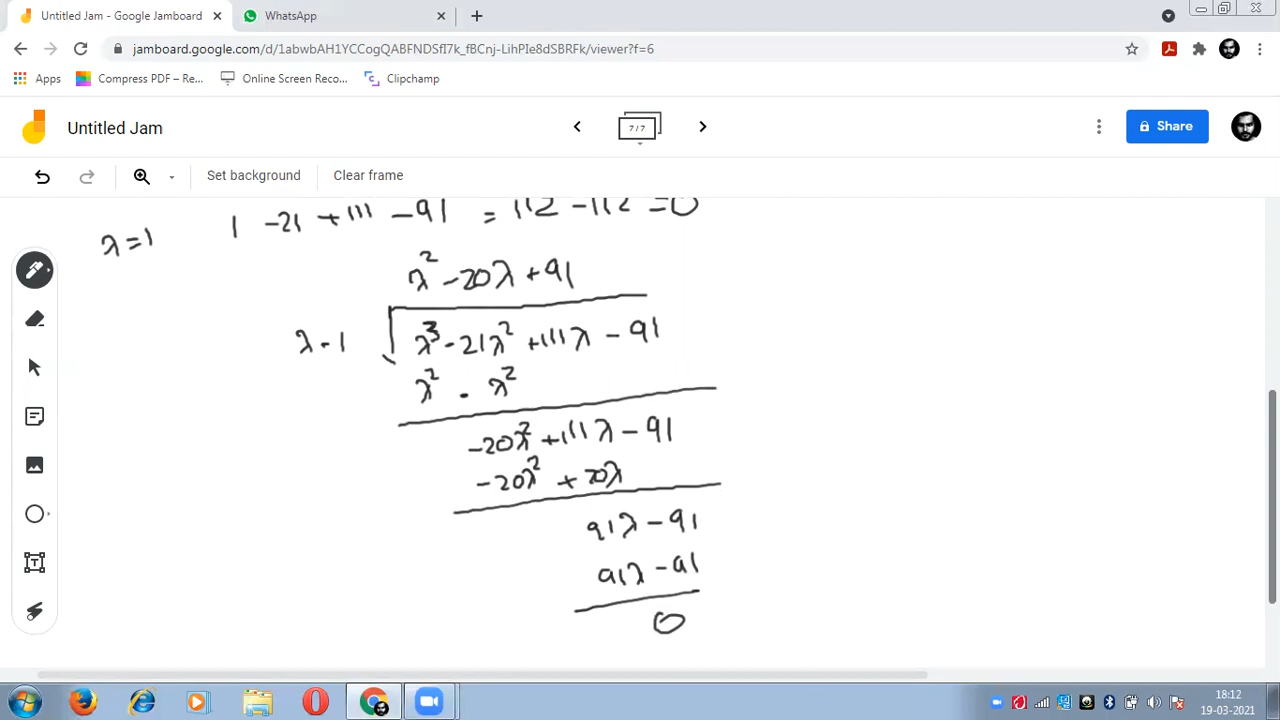 Untitled Jam - Google Jamboard
WhatsApp
jamboard.google.com/d/1abwbAH1YCCogQABFNDSfI7k_fBCnj-LihPIe8dSBRFk/viewer?f=6
Apps
Compress PDF – Re...
Online Screen Reco...
Clipchamp
Untitled Jam
7 / 7
Share
Set background
Clear frame
λ=1 1 -21 +111 -91 = 112 -112 =0
λ² -20λ +91
λ-1 λ³ -21λ² +111λ -91
λ² - λ²
-20λ² +111λ -91
-20λ² +20λ
91λ -91
91λ -91
0
18:12
19-03-2021